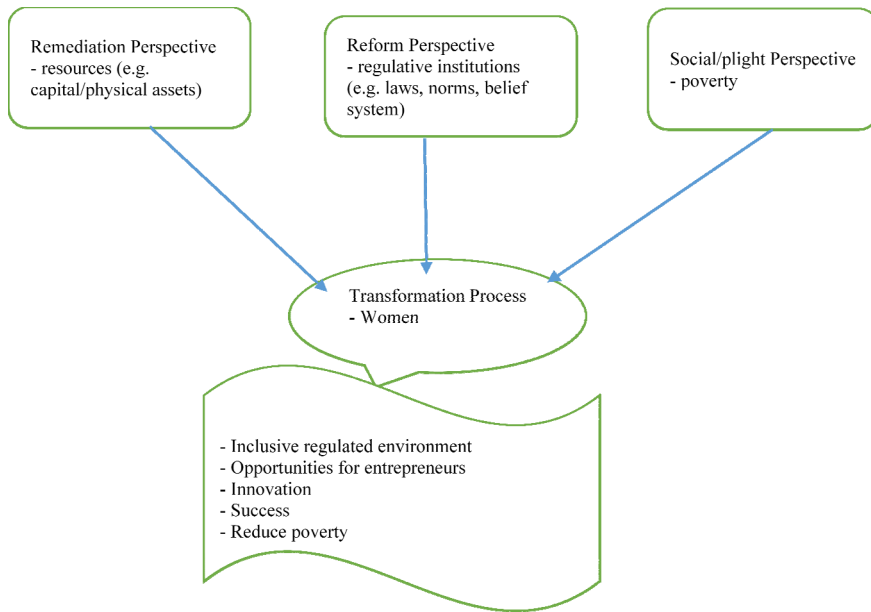 Remediation Perspective
- resources (e.g.
capital/physical assets)
Reform Perspective
- regulative institutions
(e.g. laws, norms, belief
system)
Social/plight Perspective
- poverty
Transformation Process
- Women
- Inclusive regulated environment
- Opportunities for entrepreneurs
- Innovation
- Success
- Reduce poverty